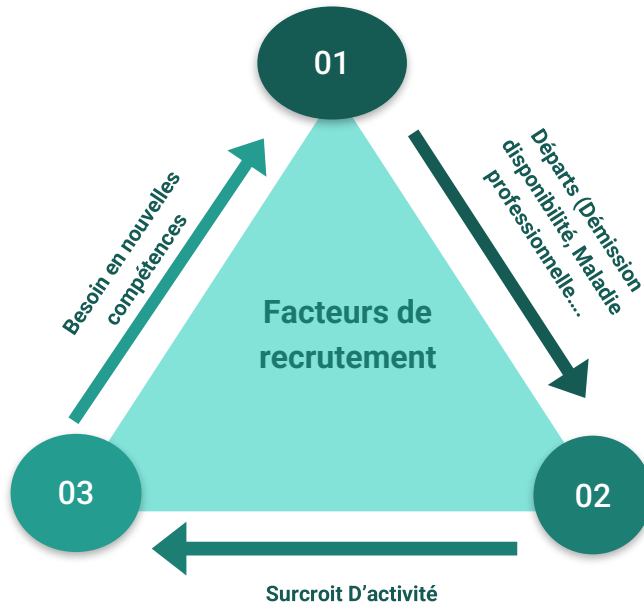 01
Départs (Démission
disponibilité, Maladie
professionnelle....
Besoin en nouvelles
compétences
Facteurs de
recrutement
03
02
Surcroit D'activité